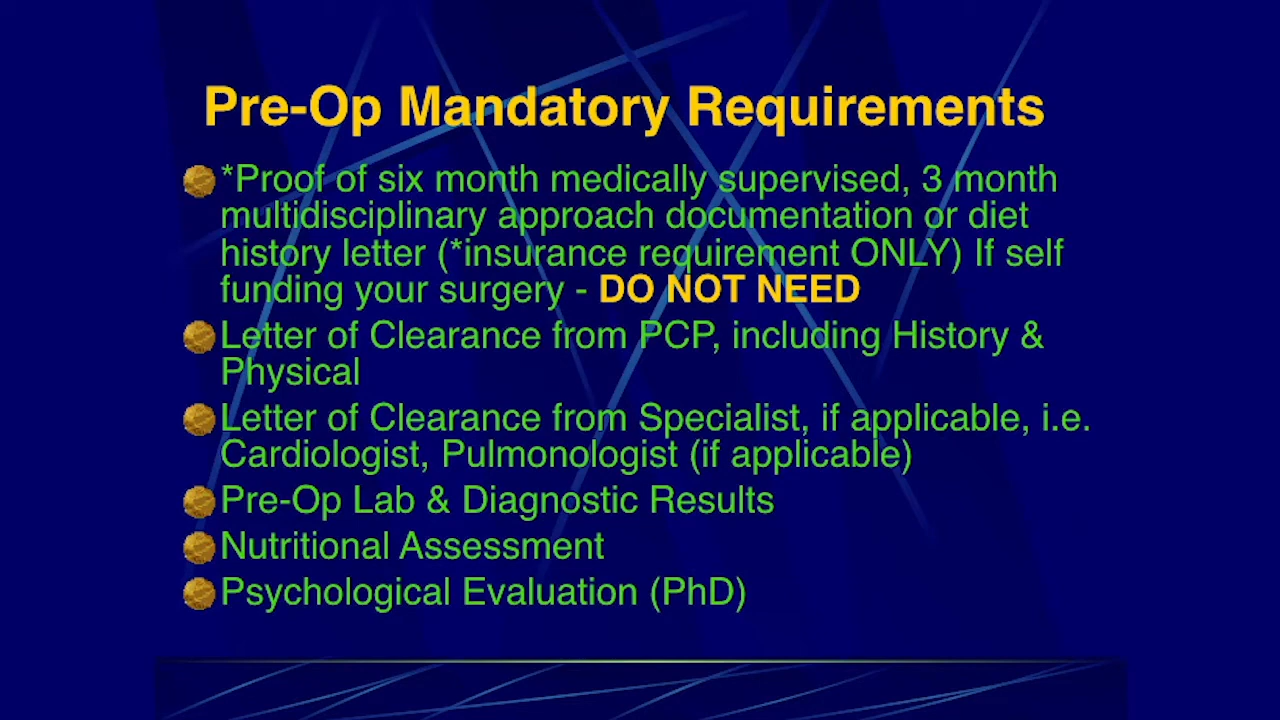 Pre-Op Mandatory Requirements
*Proof of six month medically supervised, 3 month
multidisciplinary approach documentation or diet
history letter (*insurance requirement ONLY) If self
funding your surgery - DO NOT NEED
Letter of Clearance from PCP, including History &
Physical
Letter of Clearance from Specialist, if applicable, i.e.
Cardiologist, Pulmonologist (if applicable)
Pre-Op Lab & Diagnostic Results
Nutritional Assessment
Psychological Evaluation (PhD)